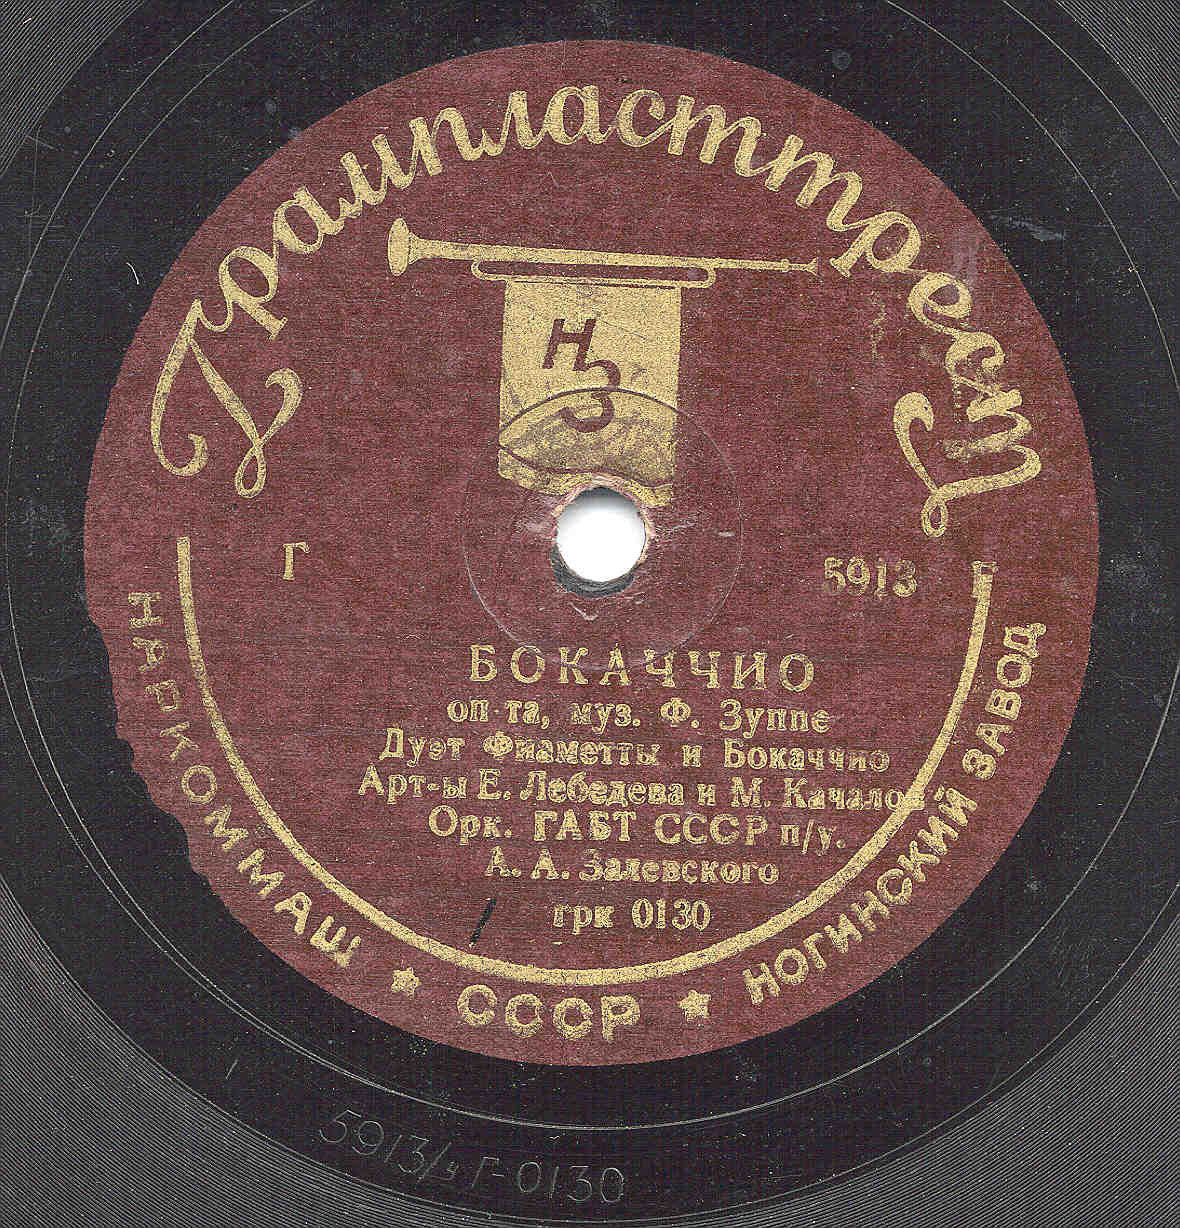 Грампласттрест
НЗ
Г
5913
БОКАЧЧИО
оп-та, муз. Ф. Зуппе
Дуэт Фиаметты и Бокаччио
Арт-ы Е. Лебедева и М. Качалов
Орк. ГАБТ СССР п/у.
А. А. Залевского
грк 0130
НАРКОММАШ ★ СССР ★ НОГИНСКИЙ ЗАВОД
5913/4 Г-0130